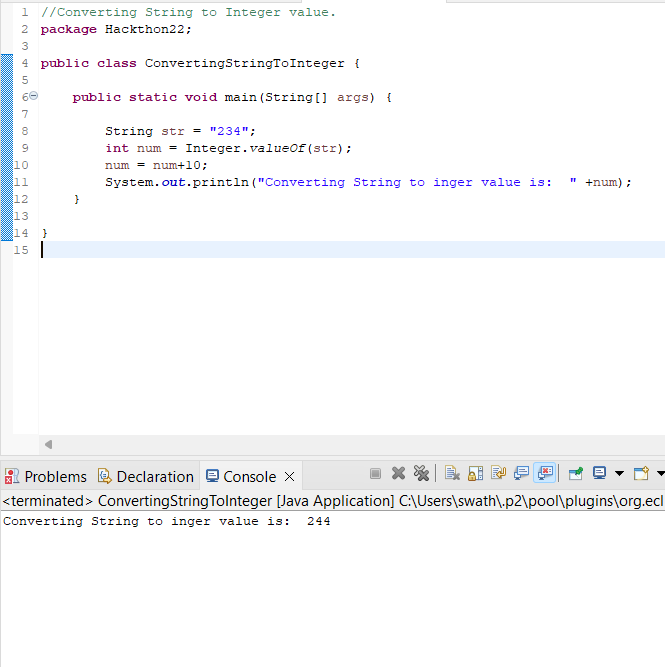 1 //Converting String to Integer value.
2 package Hackthon22;
3
4 public class ConvertingStringToInteger {
5
6 public static void main(String[] args) {
7
8 String str = "234";
9 int num = Integer.valueOf(str);
10 num = num+10;
11 System.out.println("Converting String to inger value is:  " +num);
12 }
13
14 }
15
Problems Declaration Console
<terminated> ConvertingStringToInteger [Java Application] C:\Users\swath\.p2\pool\plugins\org.ecl
Converting String to inger value is:  244